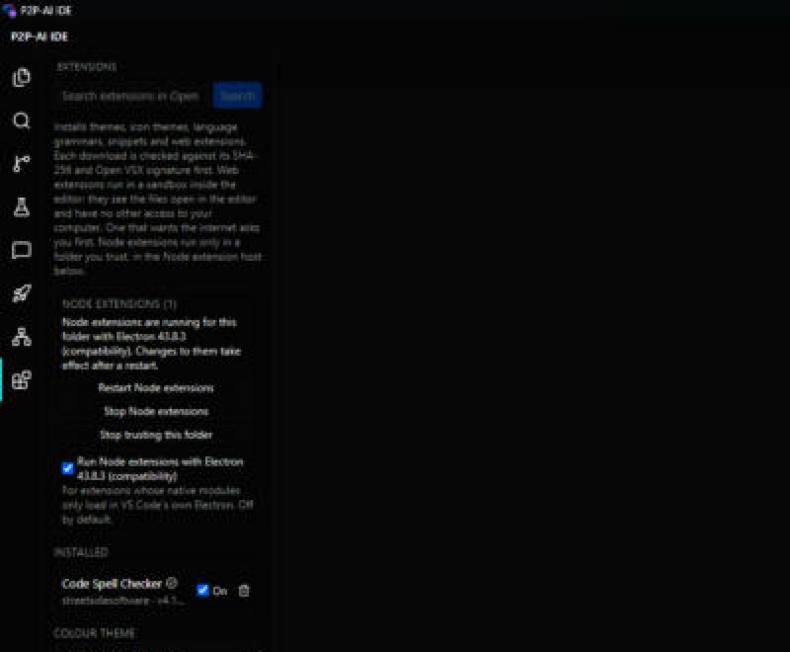 P2P-AI IDE
P2P-AI IDE
EXTENSIONS
Search extensions in Open
Search
Installs themes, icon themes, language
grammars, snippets and web extensions.
Each download is checked against its SHA-
256 and Open VSX signature first. Web
extensions run in a sandbox inside the
editor: they see the files open in the editor
and have no other access to your
computer. One that wants the internet asks
you first. Node extensions run only in a
folder you trust, in the Node extension host
below.
NODE EXTENSIONS (1)
Node extensions are running for this
folder with Electron 43.8.3
(compatibility). Changes to them take
effect after a restart.
Restart Node extensions
Stop Node extensions
Stop trusting this folder
Run Node extensions with Electron
43.8.3 (compatibility)
For extensions whose native modules
only load in VS Code's own Electron. Off
by default.
INSTALLED
Code Spell Checker
On
streetsidesoftware · v4.1...
COLOUR THEME